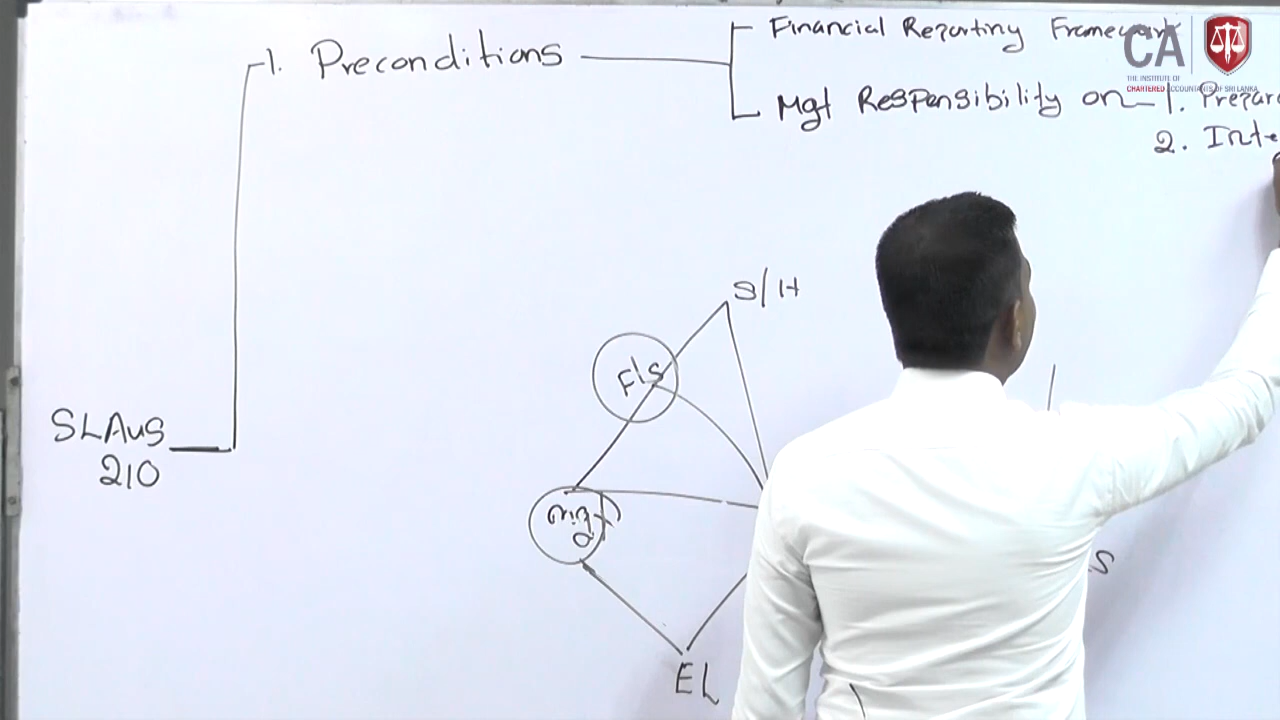 1. Preconditions
Financial Reporting Framework
Mgt Responsibility on 1. Prepare
2. Inte
CA
THE INSTITUTE OF
CHARTERED ACCOUNTANTS OF SRI LANKA
S/H
F/S
SLAuS
210
Mgt
S
EL